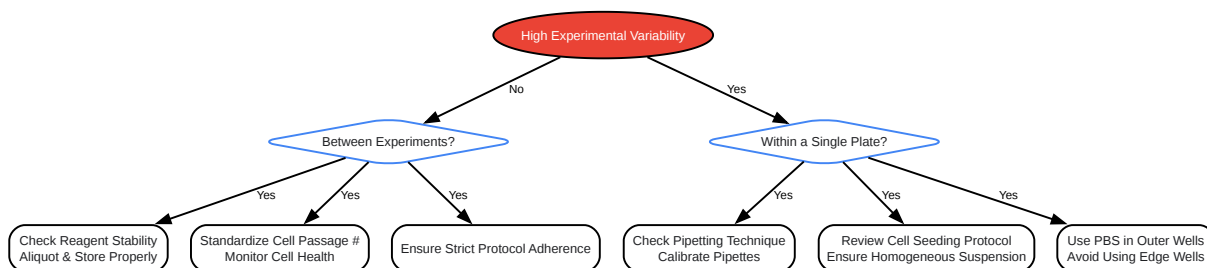 High Experimental Variability
No
Yes
Between Experiments?
Within a Single Plate?
Yes
Yes
Yes
Yes
Yes
Yes
Check Reagent Stability
Aliquot & Store Properly
Standardize Cell Passage #
Monitor Cell Health
Ensure Strict Protocol Adherence
Check Pipetting Technique
Calibrate Pipettes
Review Cell Seeding Protocol
Ensure Homogeneous Suspension
Use PBS in Outer Wells
Avoid Using Edge Wells